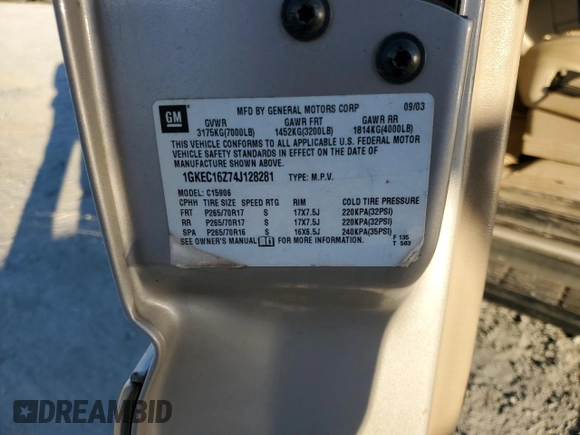 GM
MFD BY GENERAL MOTORS CORP 09/03
GVWR GAWR FRT GAWR RR
3175KG(7000LB) 1452KG(3200LB) 1814KG(4000LB)
THIS VEHICLE CONFORMS TO ALL APPLICABLE U.S. FEDERAL MOTOR
VEHICLE SAFETY STANDARDS IN EFFECT ON THE DATE OF
MANUFACTURE SHOWN ABOVE.
1GKEC16Z74J128281 TYPE: M.P.V.
MODEL: C15906
CPHH TIRE SIZE SPEED RTG RIM COLD TIRE PRESSURE
FRT P265/70R17 S 17X7.5J 220KPA(32PSI)
RR P265/70R17 S 17X7.5J 220KPA(32PSI)
SPA P265/70R16 S 16X6.5J 240KPA(35PSI)
SEE OWNER'S MANUAL FOR MORE INFORMATION.
F 135
T 503
DREAMBID